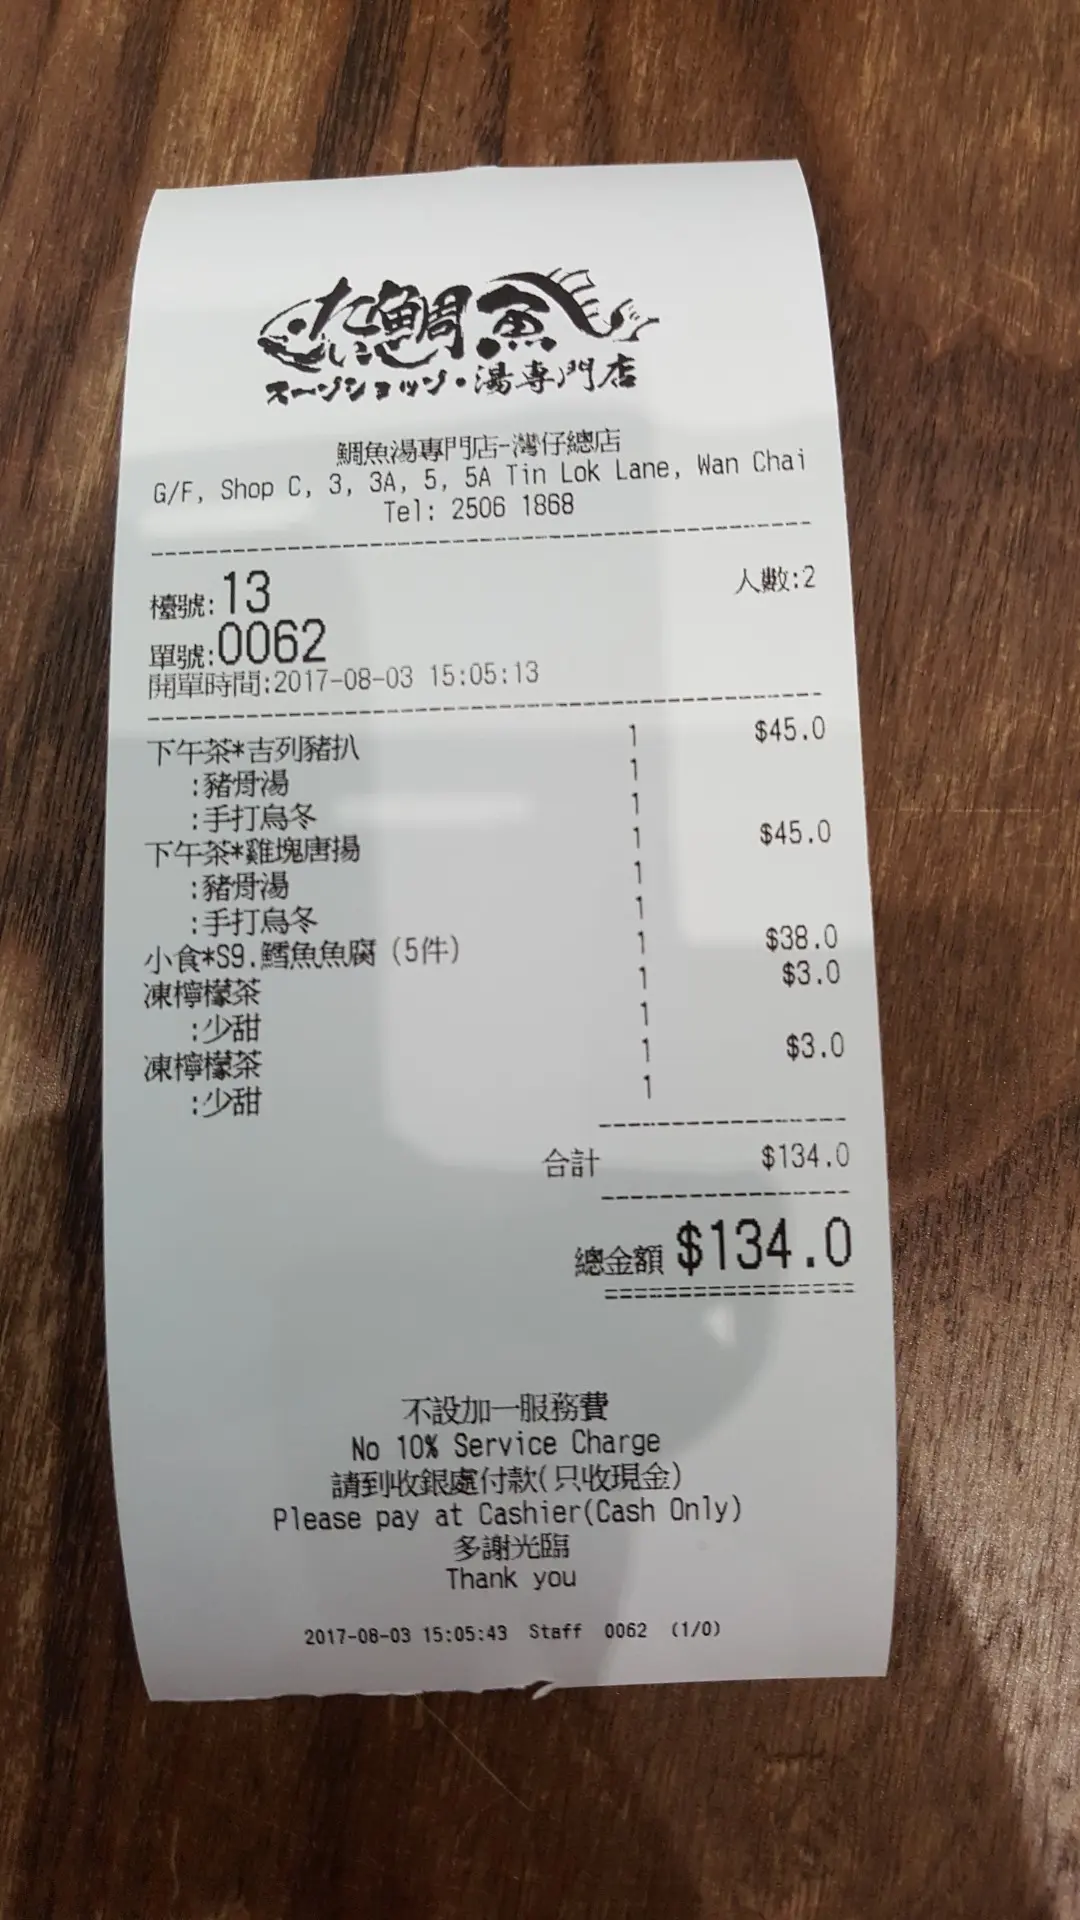 たい鯛魚
スープショップ・湯専門店
鯛魚湯專門店-灣仔總店
G/F, Shop C, 3, 3A, 5, 5A Tin Lok Lane, Wan Chai
Tel: 2506 1868
檯號:13 人數:2
單號:0062
開單時間:2017-08-03 15:05:13
下午茶*吉列豬扒 1 $45.0
:豬骨湯 1
:手打烏冬 1
下午茶*雞塊唐揚 1 $45.0
:豬骨湯 1
:手打烏冬 1
小食*S9.鱈魚魚腐 (5件) 1 $38.0
凍檸檬茶 1 $3.0
:少甜 1
凍檸檬茶 1 $3.0
:少甜 1
合計 $134.0
總金額 $134.0
不設加一服務費
No 10% Service Charge
請到收銀處付款(只收現金)
Please pay at Cashier(Cash Only)
多謝光臨
Thank you
2017-08-03 15:05:43 Staff 0062 (1/0)